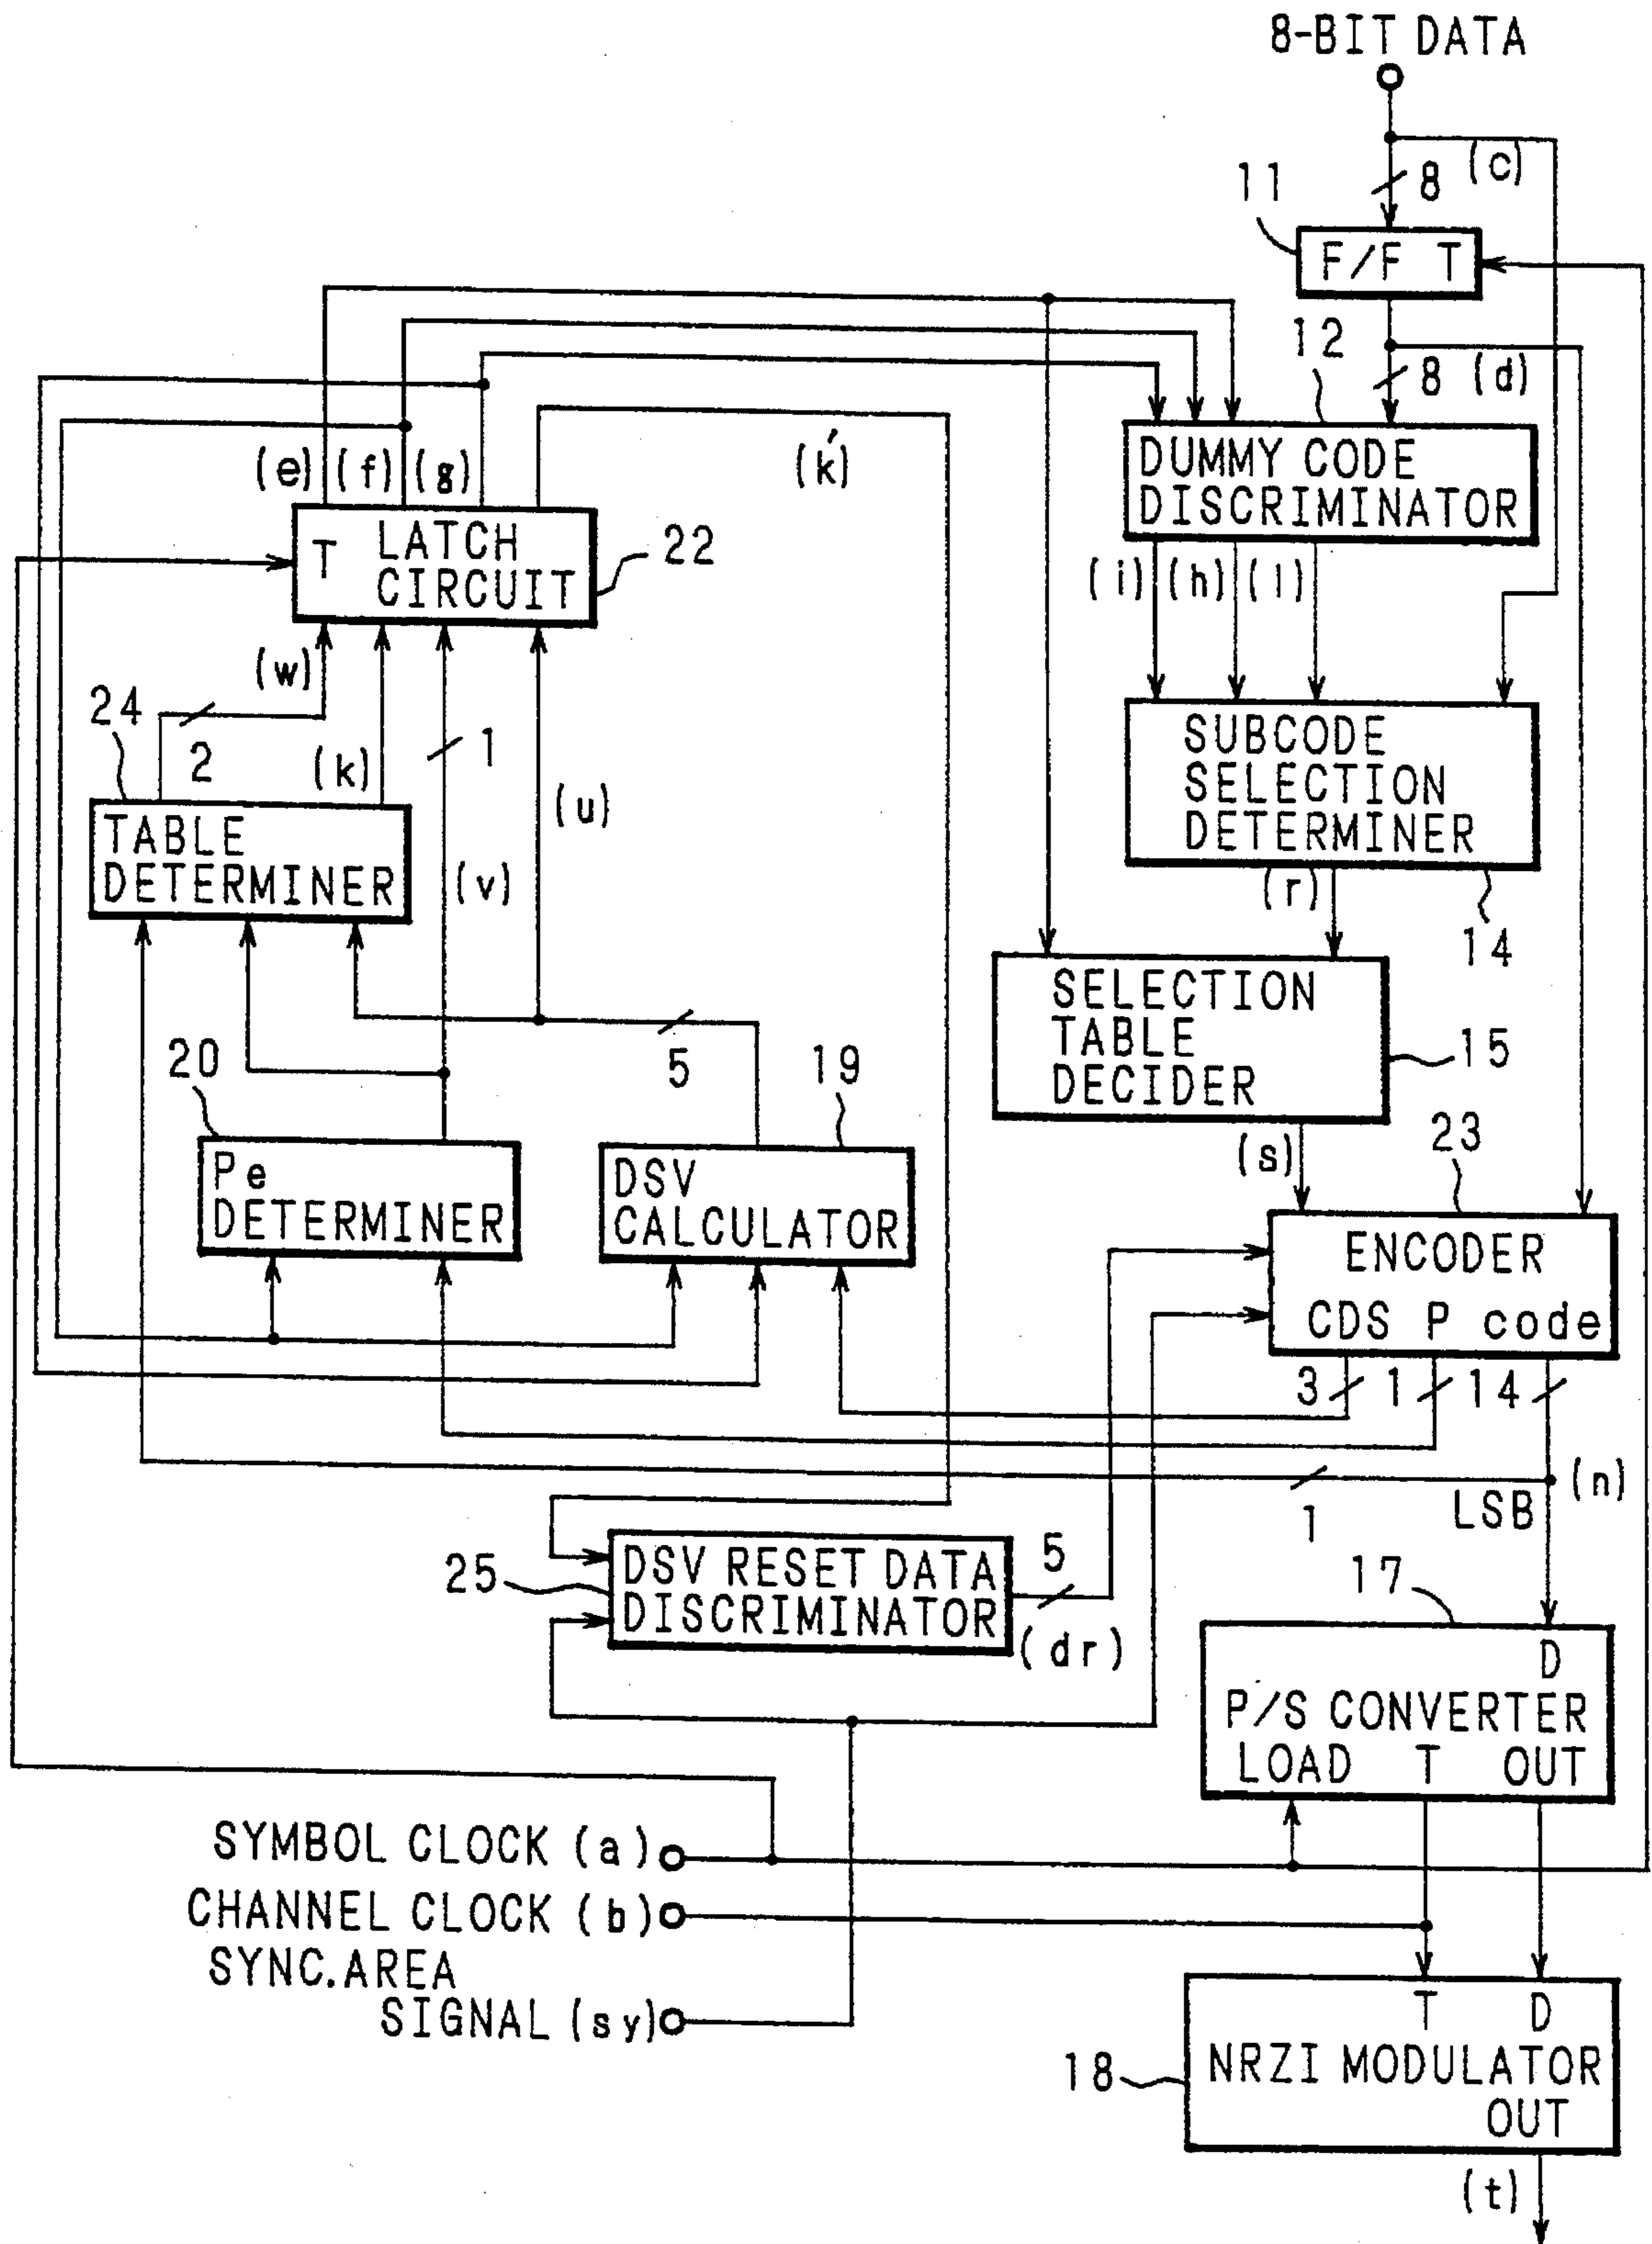 8-BIT DATA
(c)
8
11
F/F T
12
8 (d)
DUMMY CODE
DISCRIMINATOR
(e) (f) (g)
(k′)
T LATCH
CIRCUIT
22
(i) (h) (l)
(w)
24
2
(k)
1
(u)
SUBCODE
SELECTION
DETERMINER
TABLE
DETERMINER
(v)
(r)
14
SELECTION
TABLE
DECIDER
15
20
5
19
(s)
23
Pe
DETERMINER
DSV
CALCULATOR
ENCODER
CDS P code
3 1 14
1
LSB
(n)
25
DSV RESET DATA
DISCRIMINATOR
5
(dr)
17
D
P/S CONVERTER
LOAD T OUT
SYMBOL CLOCK (a)
CHANNEL CLOCK (b)
SYNC.AREA
SIGNAL (sy)
T D
18
NRZI MODULATOR
OUT
(t)